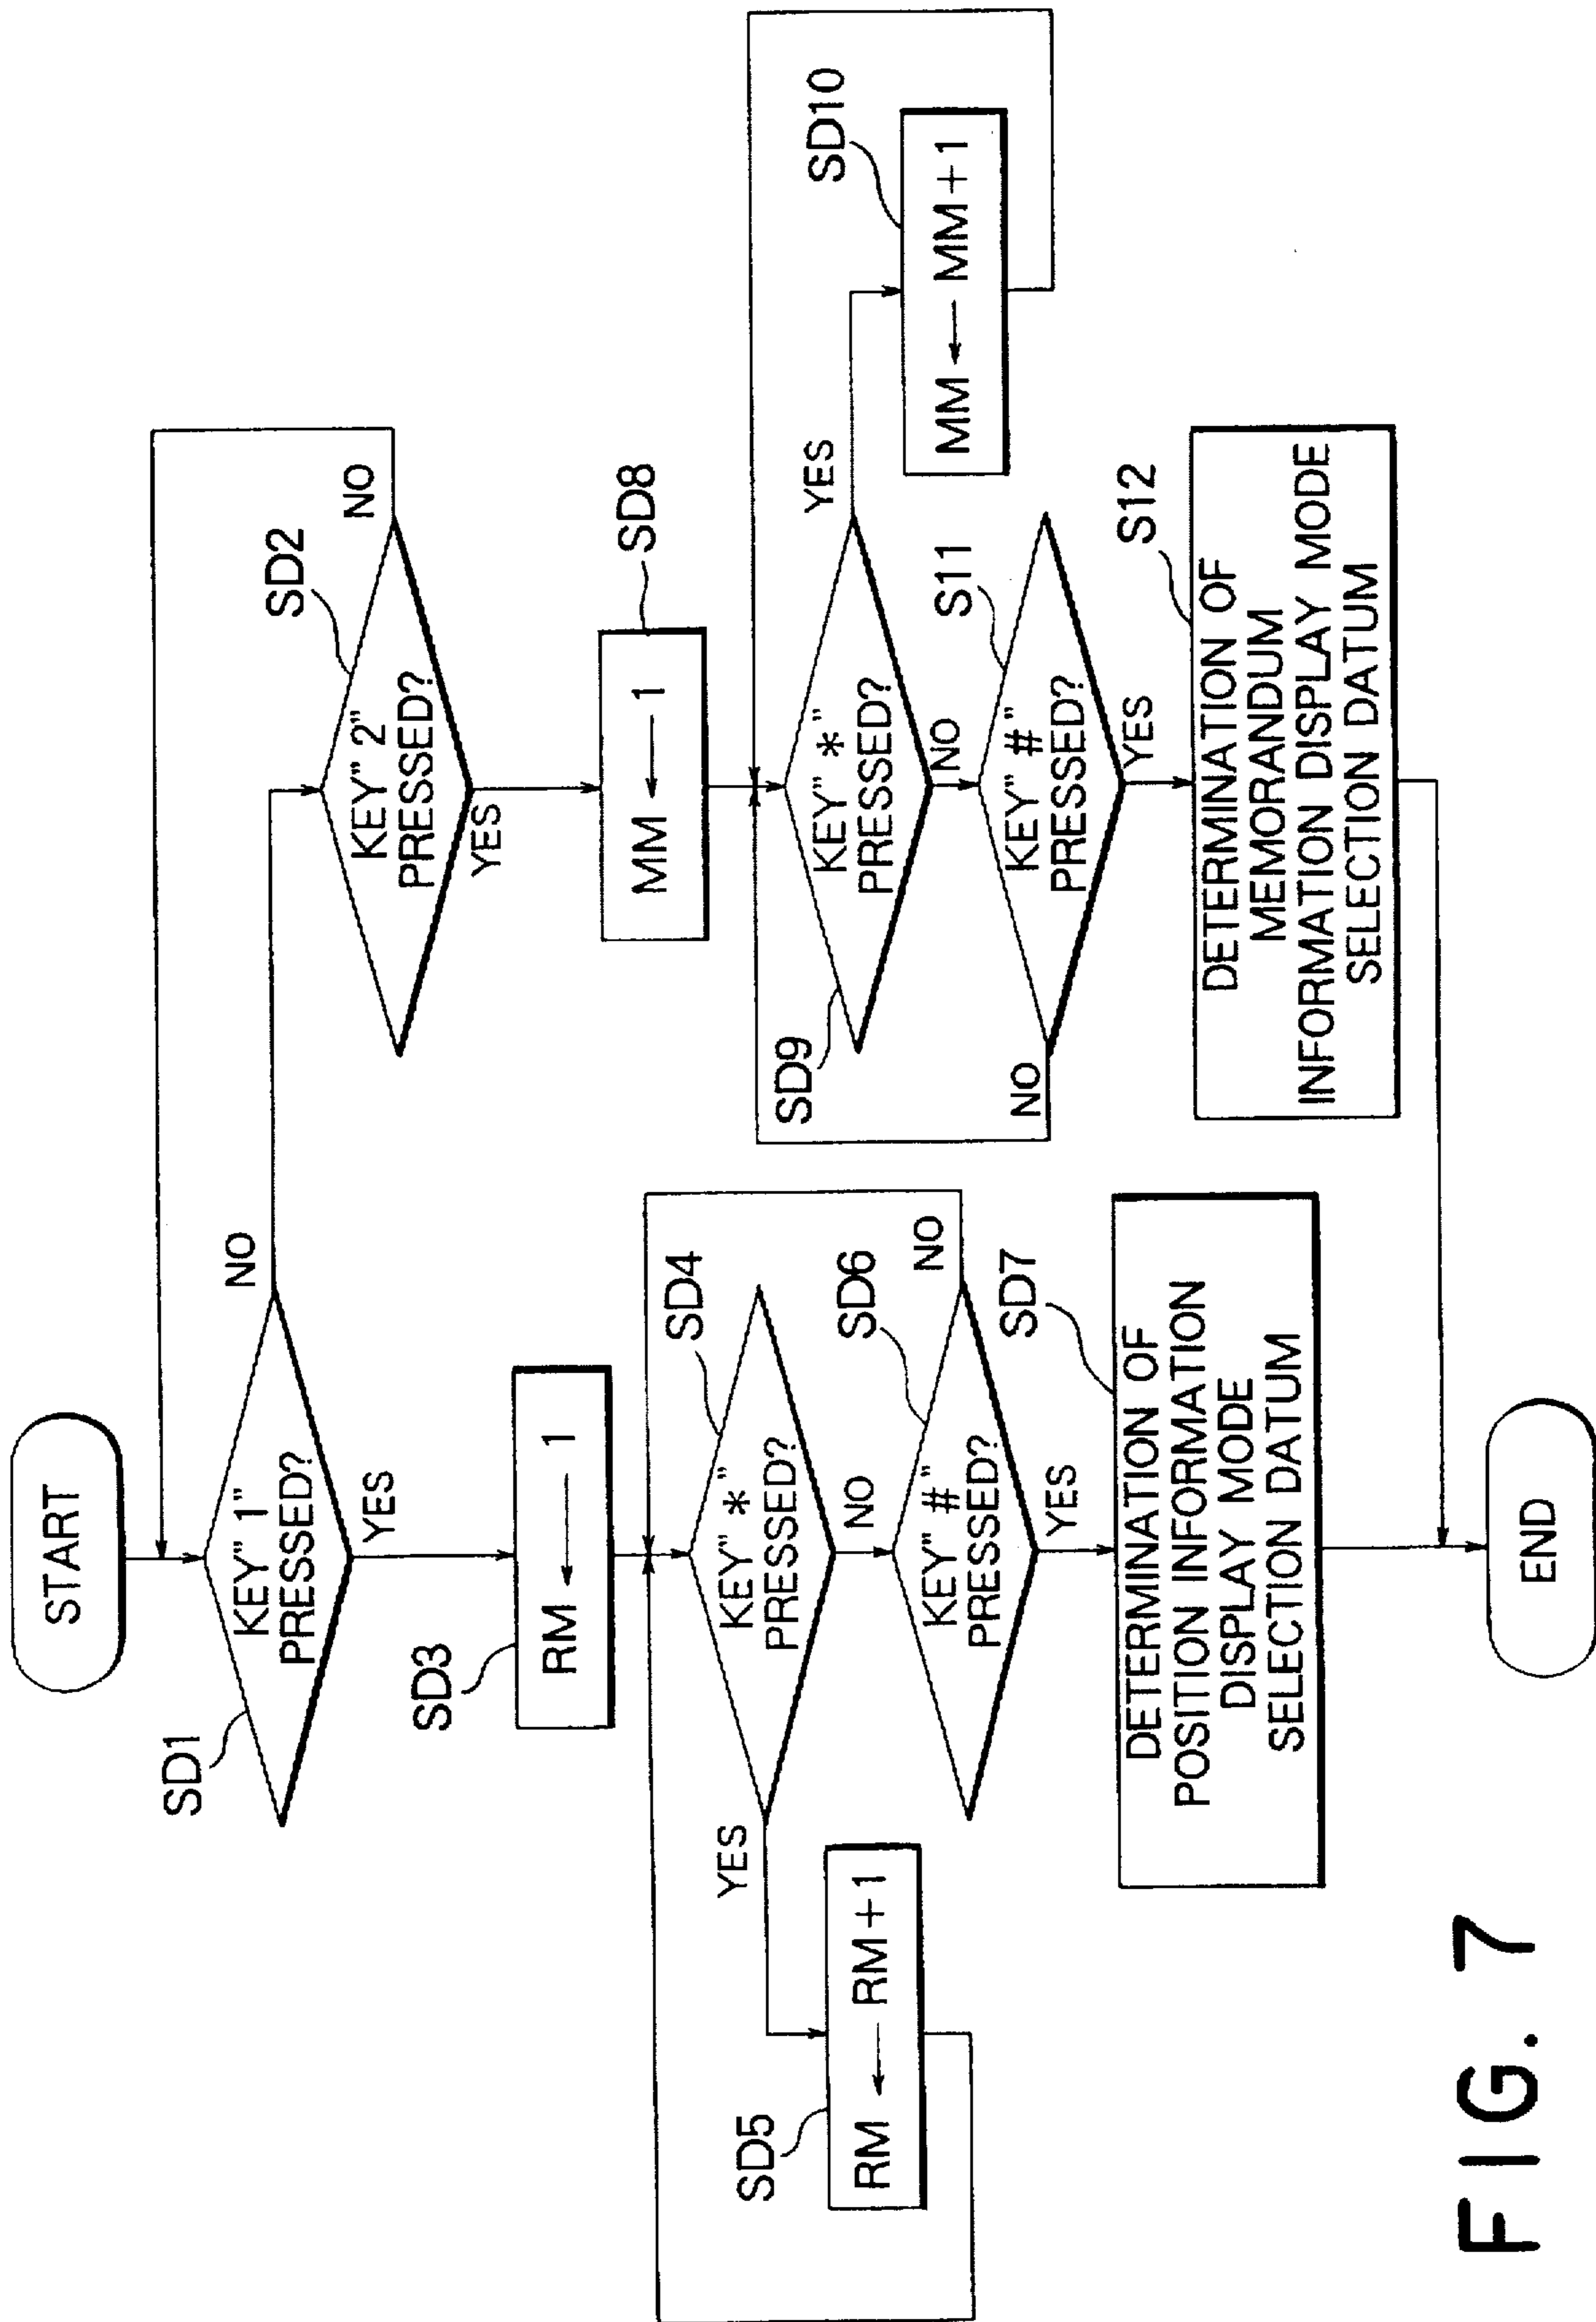 START
SD1
KEY" 1"
PRESSED?
NO
YES
SD2
KEY" 2"
PRESSED?
NO
YES
SD3
RM ← 1
SD4
KEY" *"
PRESSED?
YES
NO
SD5
RM ← RM+1
SD6
KEY" #"
PRESSED?
NO
YES
SD7
DETERMINATION OF
POSITION INFORMATION
DISPLAY MODE
SELECTION DATUM
SD8
MM ← 1
SD9
KEY" *"
PRESSED?
YES
NO
SD10
MM ← MM+1
S11
KEY" #"
PRESSED?
NO
YES
S12
DETERMINATION OF
MEMORANDUM
INFORMATION DISPLAY MODE
SELECTION DATUM
END
FIG. 7